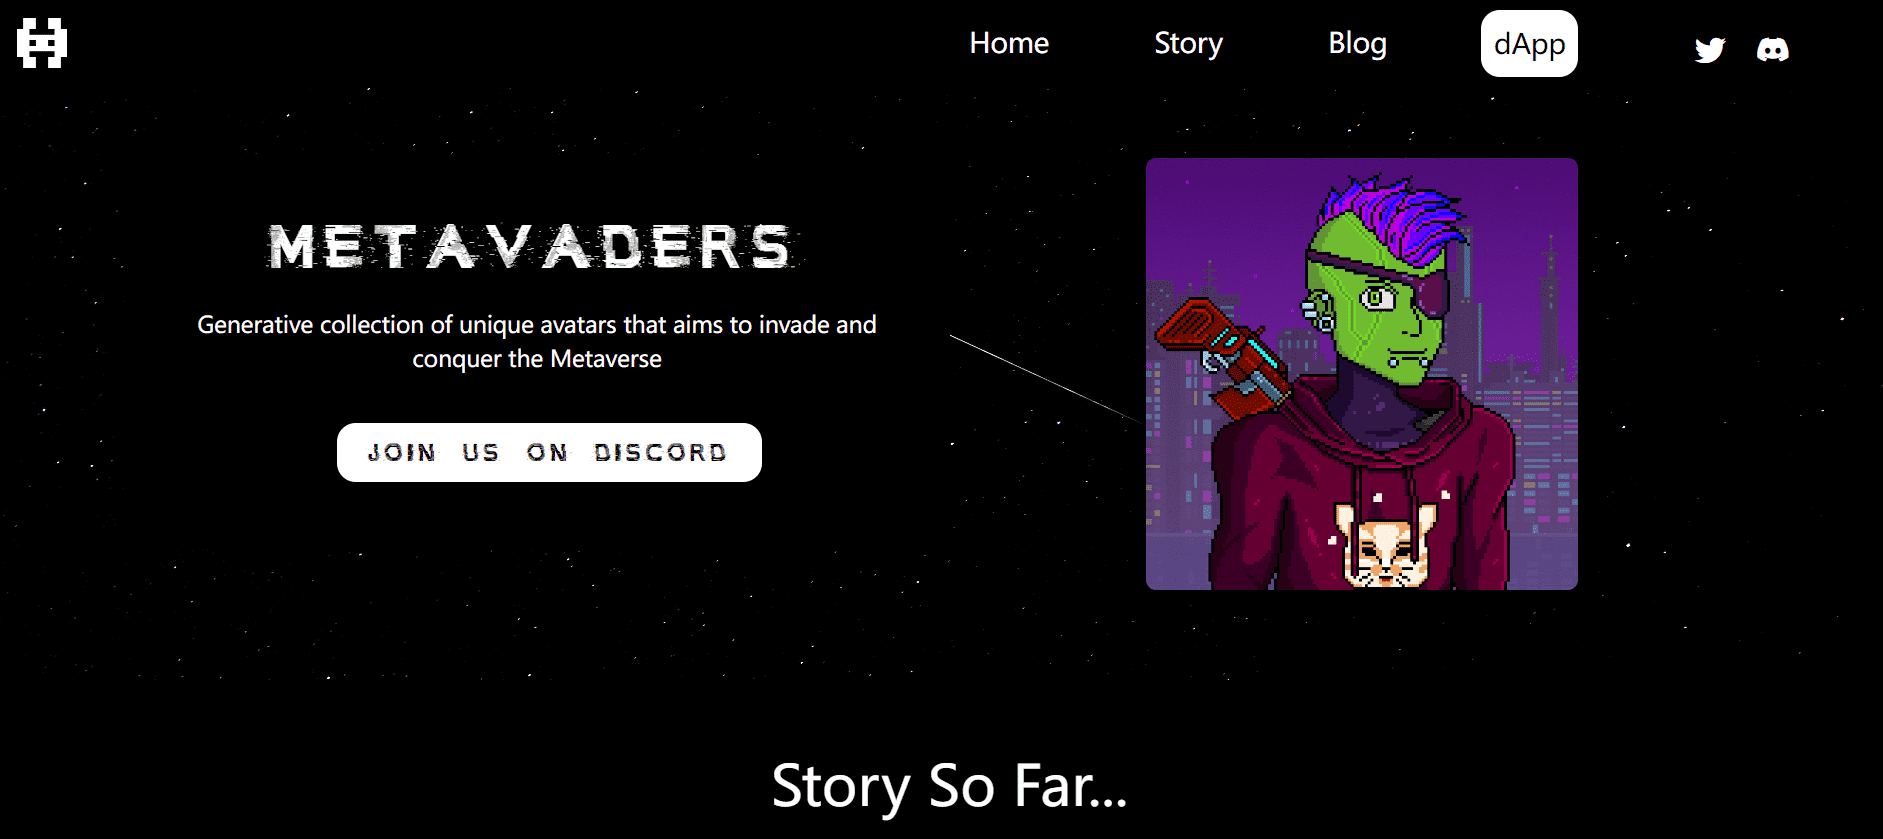 Home
Story
Blog
dApp
METAVADERS
Generative collection of unique avatars that aims to invade and
conquer the Metaverse
JOIN US ON DISCORD
Story So Far...